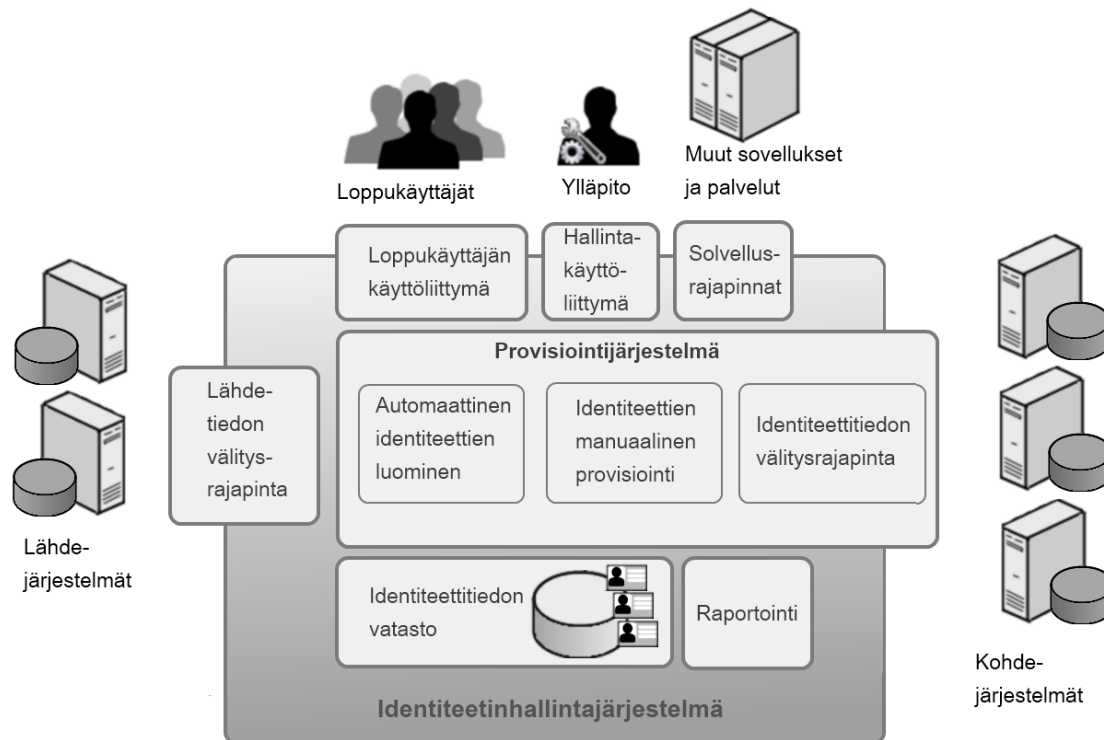 Loppukäyttäjät
Ylläpito
Muut sovellukset
ja palvelut
Loppukäyttäjän
käyttöliittymä
Hallinta-
käyttö-
liittymä
Solvellus-
rajapinnat
Provisiointijärjestelmä
Lähde-
tiedon
välitys-
rajapinta
Automaattinen
identiteettien
luominen
Identiteettien
manuaalinen
provisiointi
Identiteettitiedon
välitysrajapinta
Lähde-
järjestelmät
Identiteettitiedon
vatasto
Raportointi
Kohde-
järjestelmät
Identiteetinhallintajärjestelmä